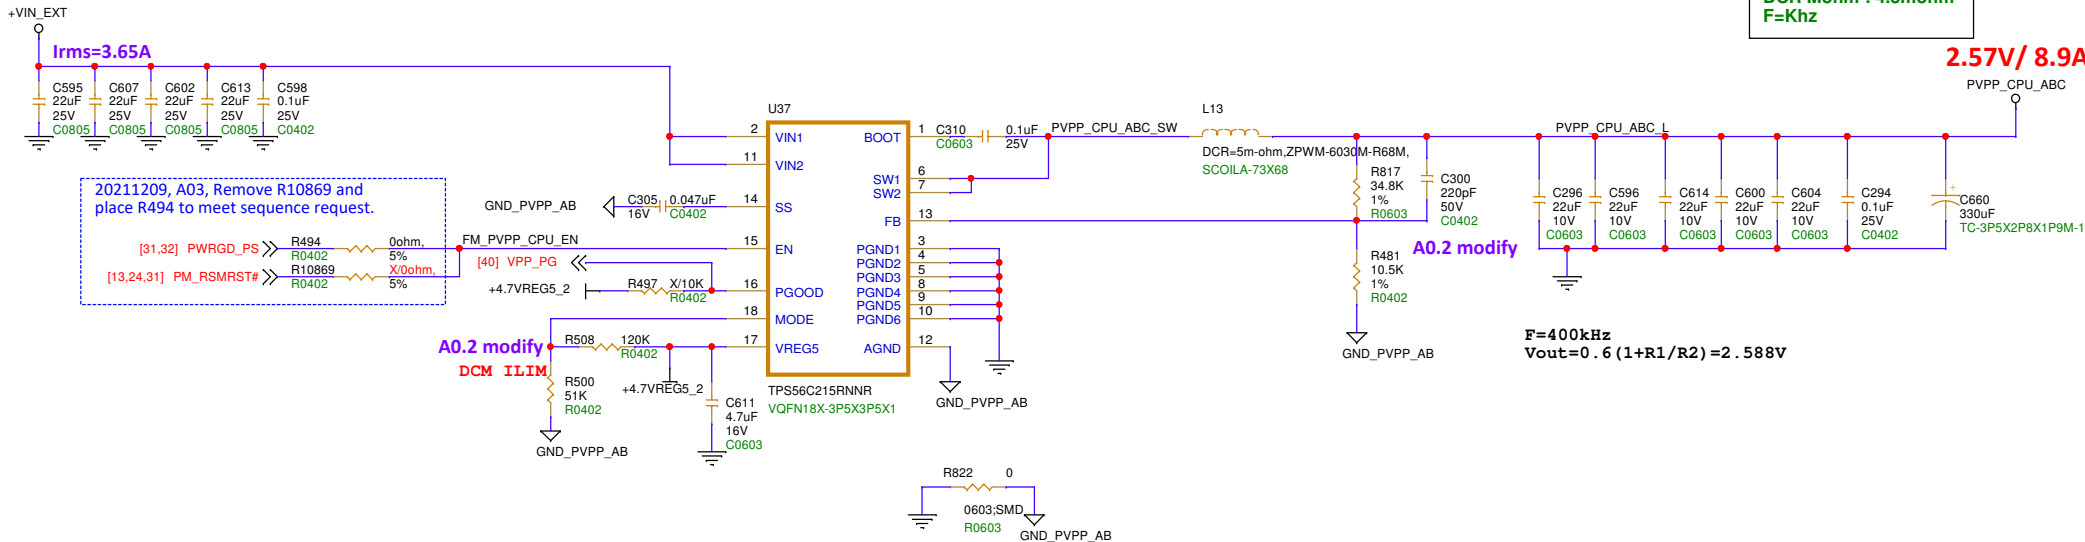 +VIN_EXT
Irms=3.65A
C595
22uF
25V
C0805
C607
22uF
25V
C0805
C602
22uF
25V
C0805
C613
22uF
25V
C0805
C598
0.1uF
25V
C0402
F=Khz
2.57V/ 8.9A
PVPP_CPU_ABC
20211209, A03, Remove R10869 and
place R494 to meet sequence request.
[31,32] PWRGD_PS
R494
R0402
0ohm,
5%
[13,24,31] PM_RSMRST#
R10869
R0402
X/0ohm,
5%
FM_PVPP_CPU_EN
GND_PVPP_AB
C305
16V
0.047uF
C0402
[40] VPP_PG
+4.7VREG5_2
R497
X/10K
R0402
A0.2 modify
DCM ILIM
R508
120K
R0402
R500
51K
R0402
GND_PVPP_AB
+4.7VREG5_2
C611
4.7uF
16V
C0603
U37
2 VIN1
11 VIN2
14 SS
15 EN
16 PGOOD
18 MODE
17 VREG5
BOOT 1
SW1 6
SW2 7
FB 13
PGND1 3
PGND2 4
PGND3 5
PGND4 8
PGND5 9
PGND6 10
AGND 12
TPS56C215RNNR
VQFN18X-3P5X3P5X1
GND_PVPP_AB
C310
C0603
0.1uF
25V
PVPP_CPU_ABC_SW
L13
DCR=5m-ohm,ZPWM-6030M-R68M,
SCOILA-73X68
R817
34.8K
1%
R0603
C300
220pF
50V
C0402
A0.2 modify
R481
10.5K
1%
R0402
GND_PVPP_AB
PVPP_CPU_ABC_L
C296
22uF
10V
C0603
C596
22uF
10V
C0603
C614
22uF
10V
C0603
C600
22uF
10V
C0603
C604
22uF
10V
C0603
C294
0.1uF
25V
C0402
+
C660
330uF
TC-3P5X2P8X1P9M-1
F=400kHz
Vout=0.6(1+R1/R2)=2.588V
R822
0
0603;SMD
R0603
GND_PVPP_AB